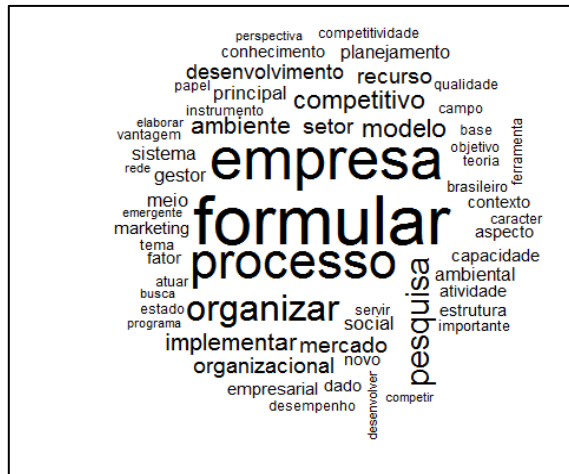 perspectiva competitividade
conhecimento planejamento
desenvolvimento recurso
papel principal competitivo qualidade
instrumento campo
elaborar ambiente setor modelo base
vantagem objetivo
sistema empresa teoria ferramenta
rede gestor brasileiro
meio formular contexto
emergente caracter
marketing aspecto
tema processo capacidade
fator pesquisa ambiental
atuar organizar atividade
busca
estado servir estrutura
programa social importante
implementar mercado
organizacional novo
empresarial dado desenvolver competir
desempenho